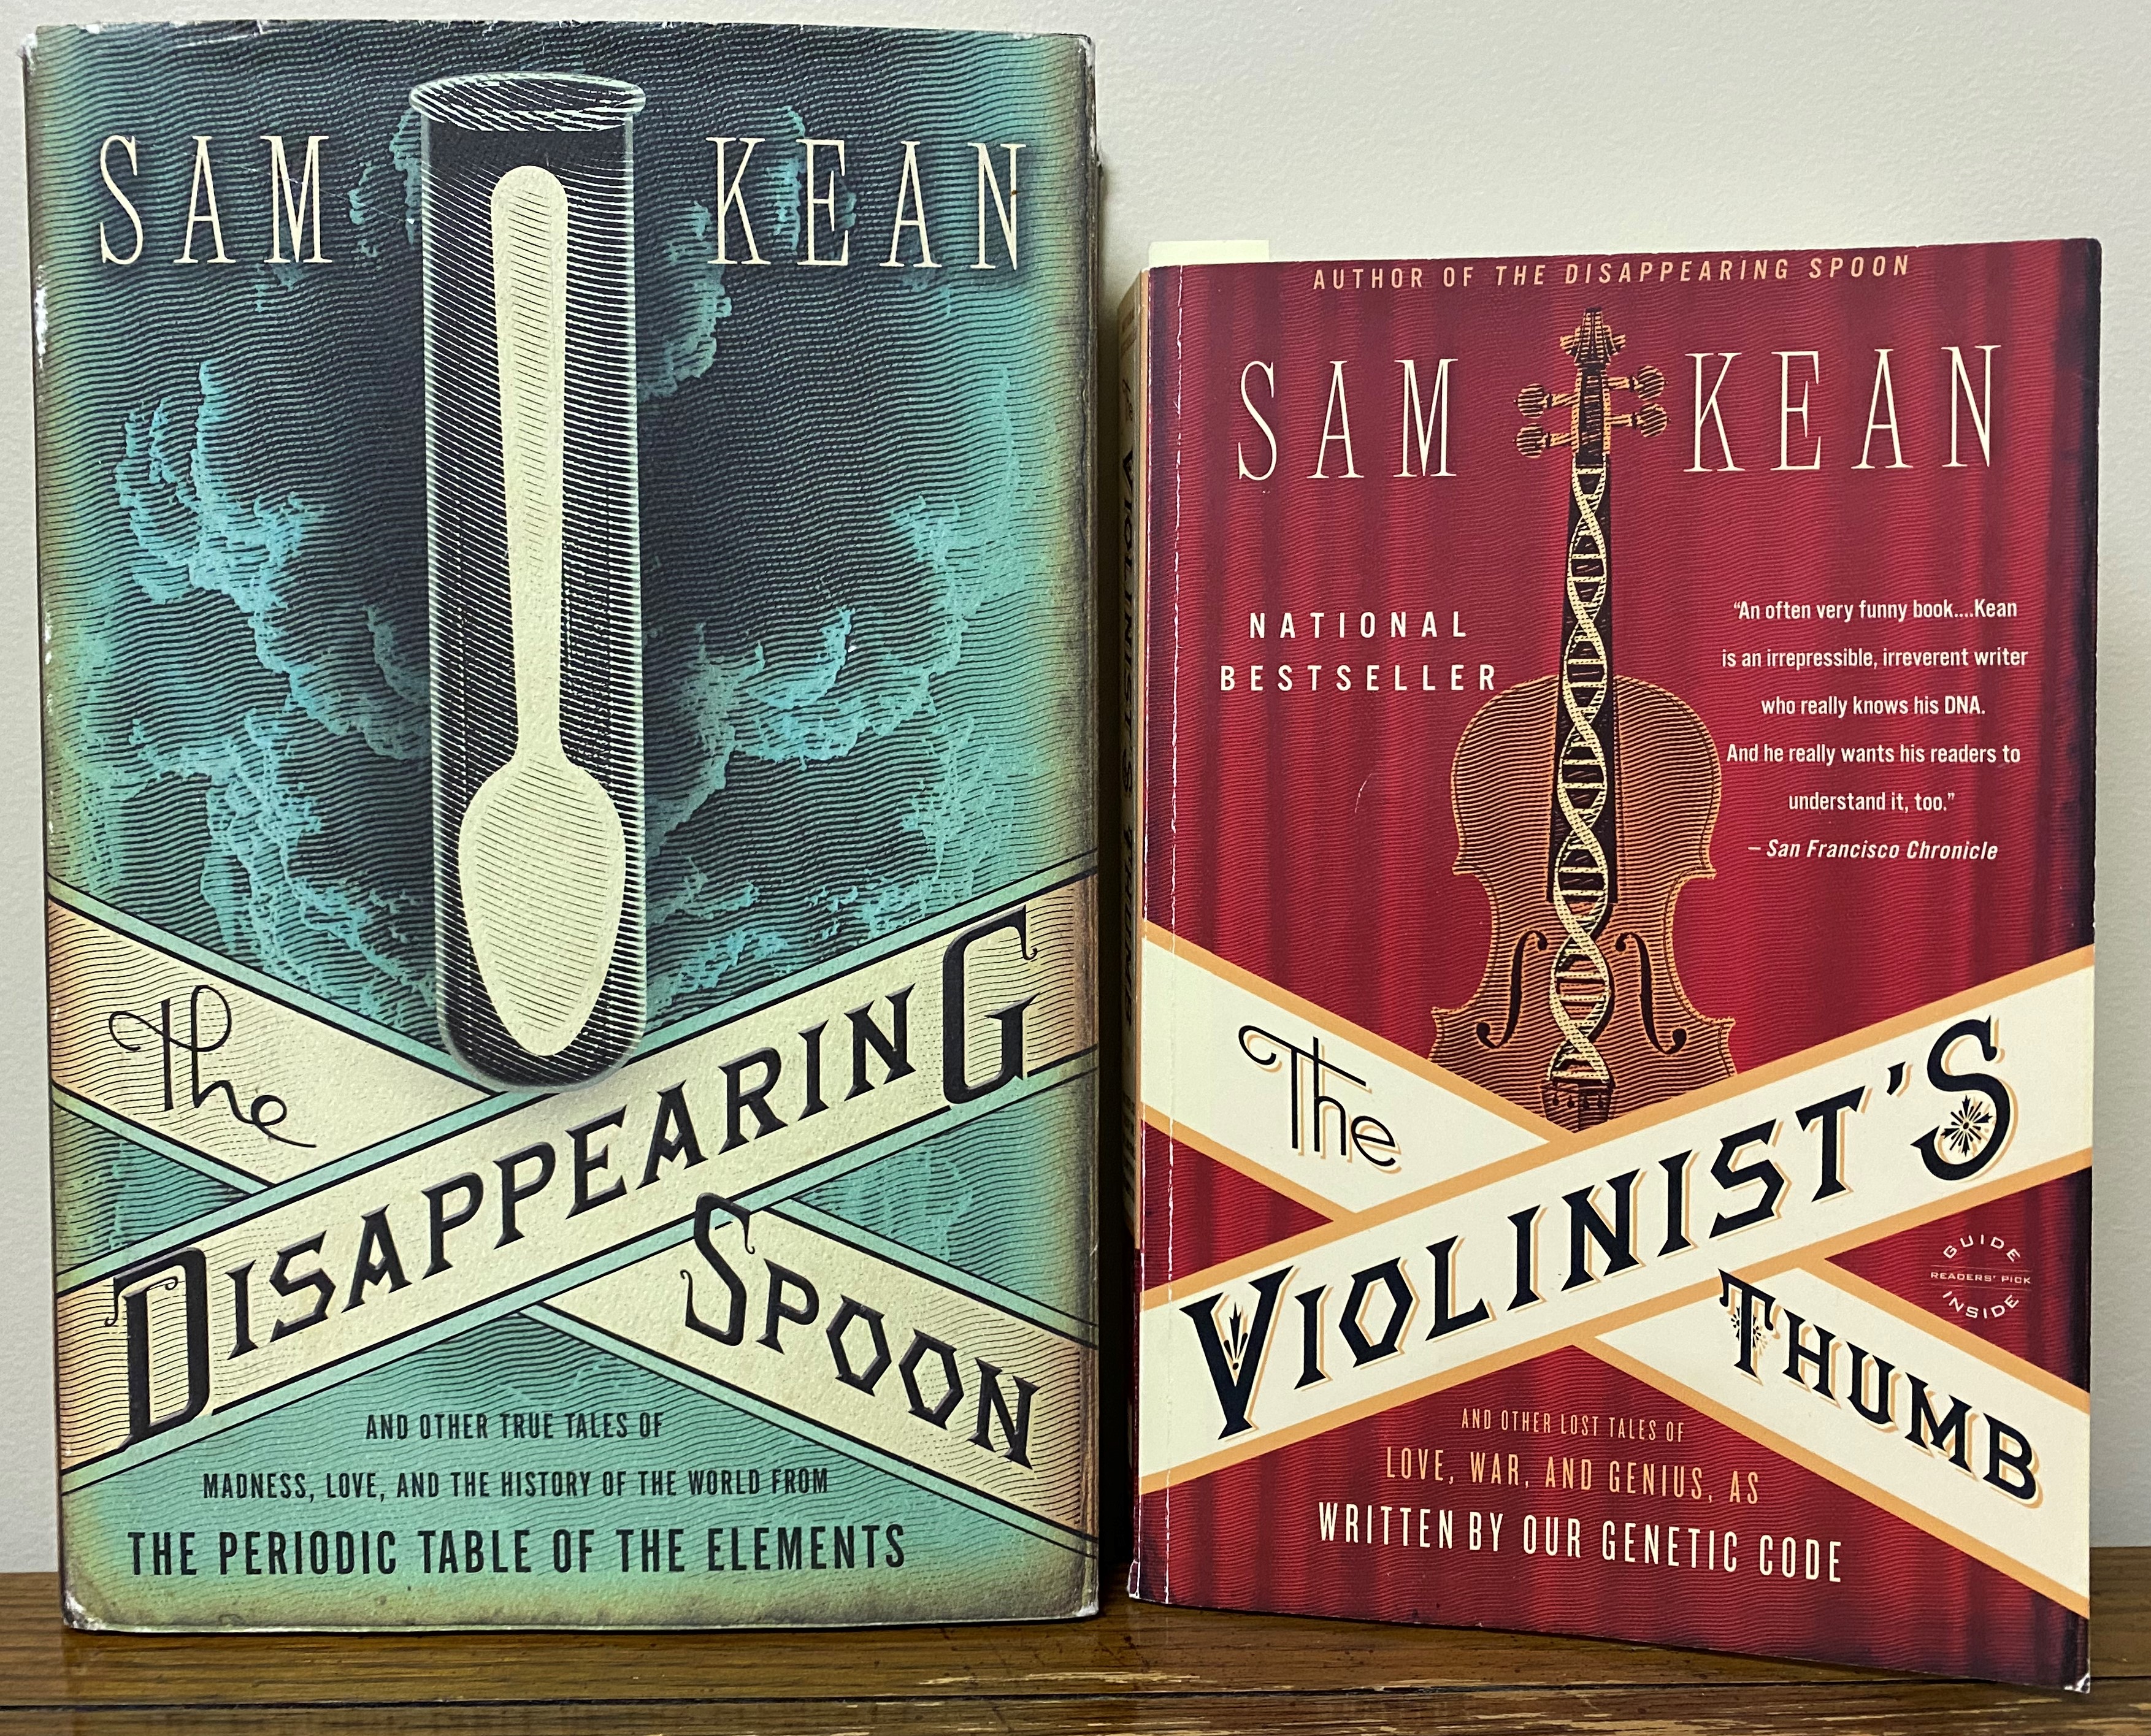 SAM KEAN
The
DISAPPEARING
SPOON
AND OTHER TRUE TALES OF
MADNESS, LOVE, AND THE HISTORY OF THE WORLD FROM
THE PERIODIC TABLE OF THE ELEMENTS
AUTHOR OF THE DISAPPEARING SPOON
SAM KEAN
NATIONAL
BESTSELLER
“An often very funny book....Kean
is an irrepressible, irreverent writer
who really knows his DNA.
And he really wants his readers to
understand it, too.”
– San Francisco Chronicle
The
VIOLINIST'S
THUMB
GUIDE
READERS' PICK
INSIDE
AND OTHER LOST TALES OF
LOVE, WAR, AND GENIUS, AS
WRITTEN BY OUR GENETIC CODE